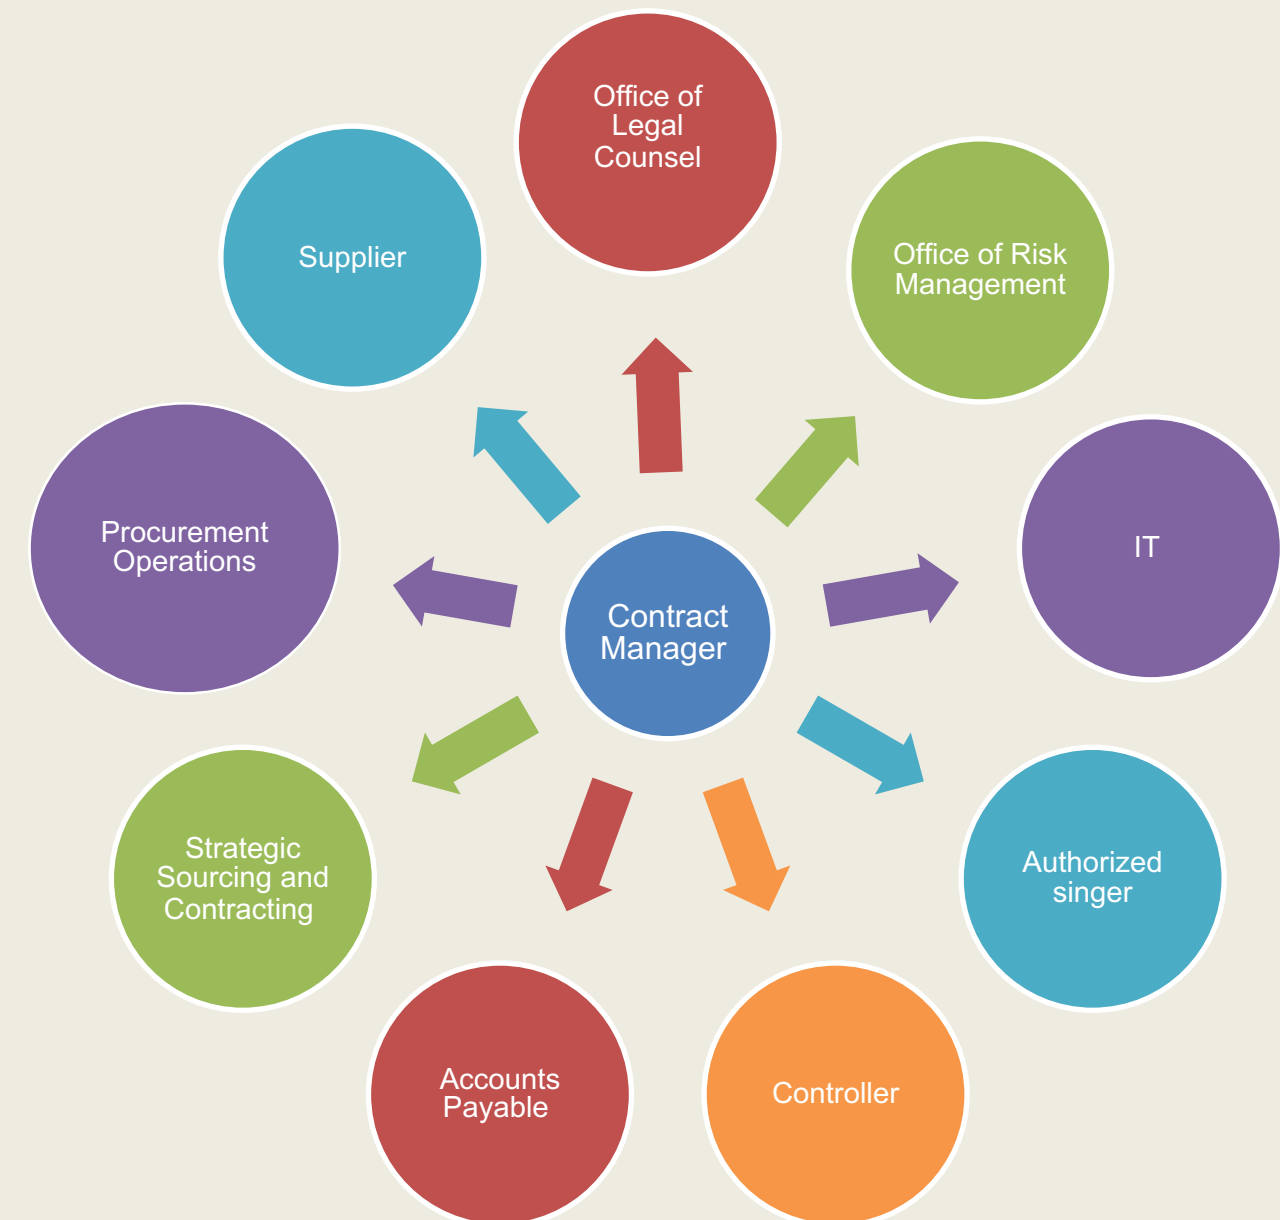 Office of
Legal
Counsel
Supplier
Office of Risk
Management
Procurement
Operations
IT
Contract
Manager
Strategic
Sourcing and
Contracting
Authorized
singer
Accounts
Payable
Controller